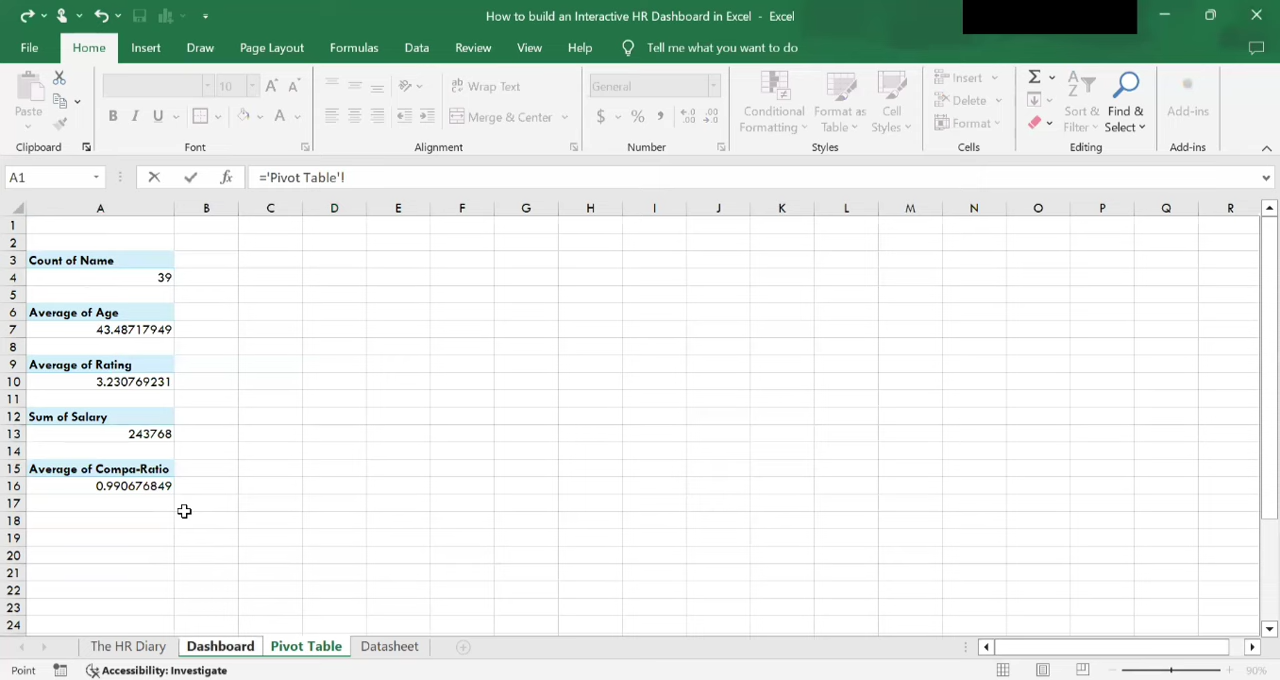 How to build an Interactive HR Dashboard in Excel - Excel
File Home Insert Draw Page Layout Formulas Data Review View Help Tell me what you want to do
Paste
Clipboard
10
B I U
Font
Wrap Text
Merge & Center
Alignment
General
$ % ,
Number
Conditional Formatting
Format as Table
Cell Styles
Styles
Insert
Delete
Format
Cells
Sort & Filter
Find & Select
Editing
Add-ins
Add-ins
A1 fx ='Pivot Table'!
A B C D E F G H I J K L M N O P Q R
1
2
3 Count of Name
4 39
5
6 Average of Age
7 43.48717949
8
9 Average of Rating
10 3.230769231
11
12 Sum of Salary
13 243768
14
15 Average of Compa-Ratio
16 0.990676849
17
18
19
20
21
22
23
24
The HR Diary Dashboard Pivot Table Datasheet
Point Accessibility: Investigate 90%